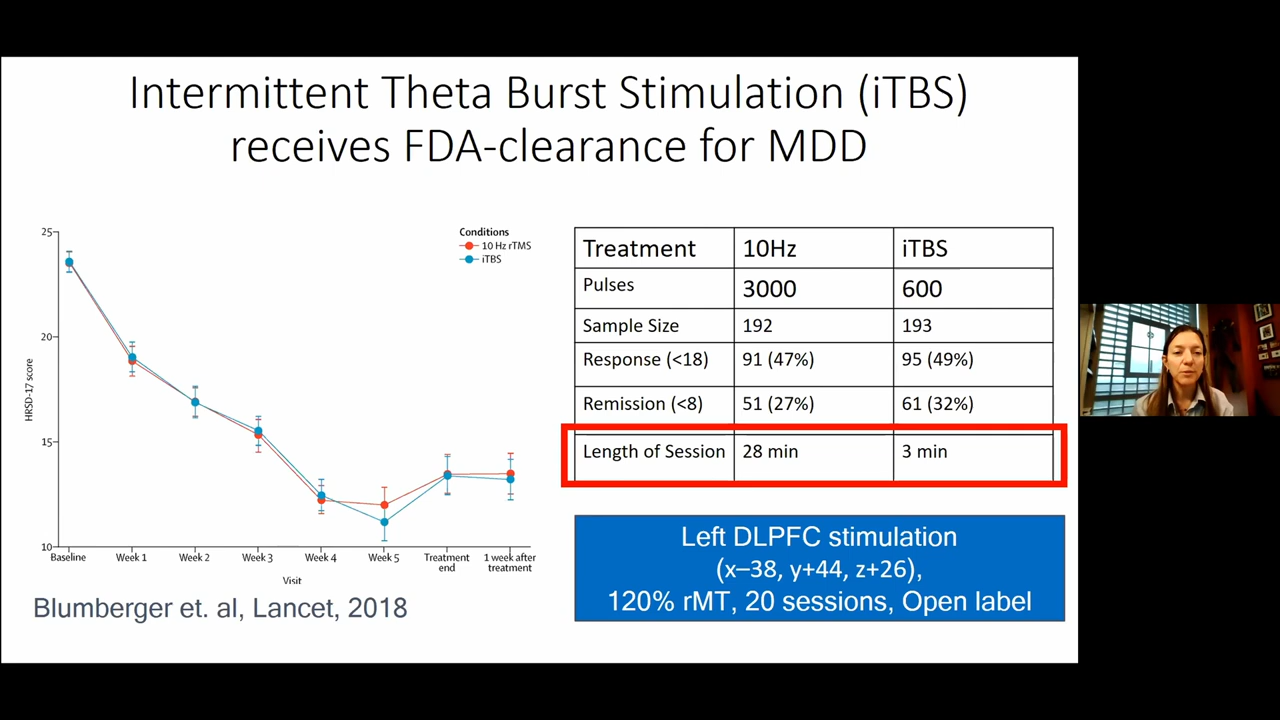 Intermittent Theta Burst Stimulation (iTBS)
receives FDA-clearance for MDD
Conditions
10 Hz rTMS
iTBS
25
20
15
10
HRSD-17 score
Baseline
Week 1
Week 2
Week 3
Week 4
Week 5
Treatment
end
1 week after
treatment
Visit
Blumberger et. al, Lancet, 2018
Treatment 10Hz iTBS
Pulses 3000 600
Sample Size 192 193
Response (<18) 91 (47%) 95 (49%)
Remission (<8) 51 (27%) 61 (32%)
Length of Session 28 min 3 min
Left DLPFC stimulation
(x–38, y+44, z+26),
120% rMT, 20 sessions, Open label